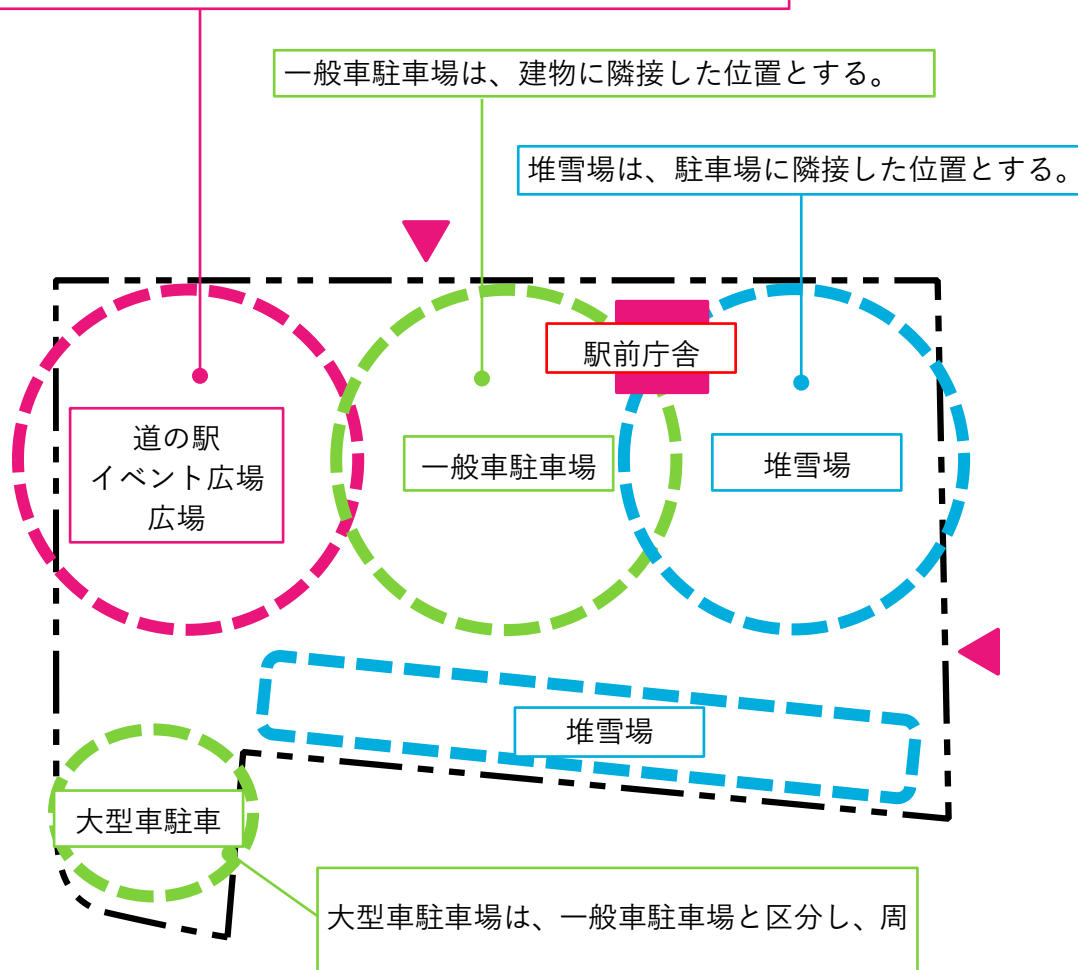 一般車駐車場は、建物に隣接した位置とする。
堆雪場は、駐車場に隣接した位置とする。
駅前庁舎
道の駅
イベント広場
広場
一般車駐車場
堆雪場
堆雪場
大型車駐車
大型車駐車場は、一般車駐車場と区分し、周